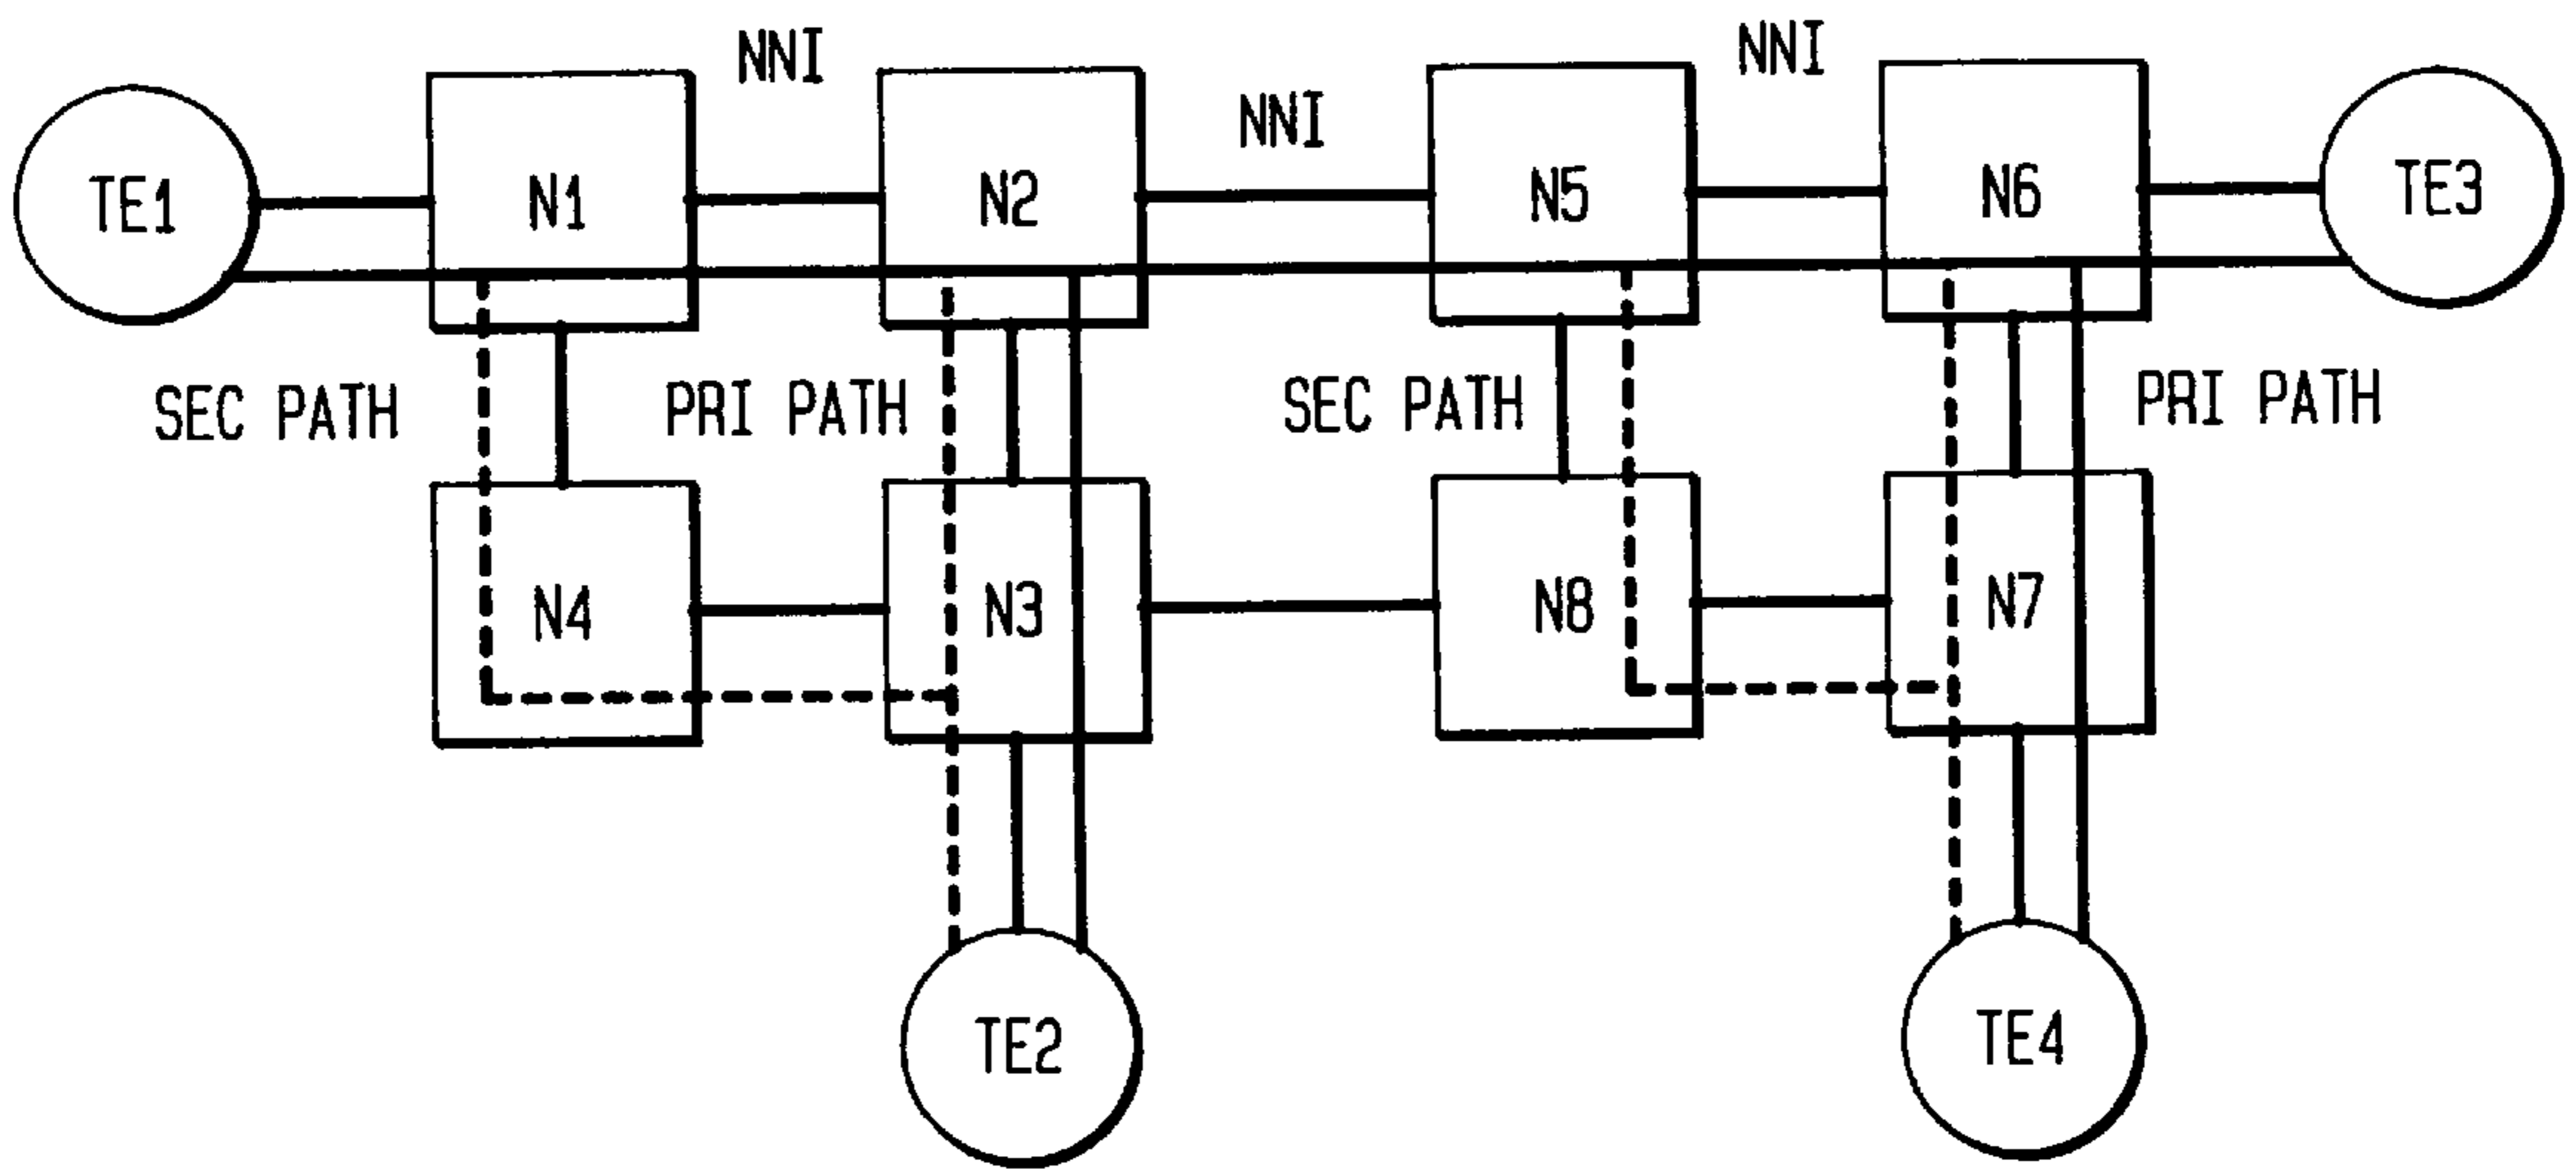 NNI
NNI
NNI
TE1
N1
N2
N5
N6
TE3
SEC PATH
PRI PATH
SEC PATH
PRI PATH
N4
N3
N8
N7
TE2
TE4